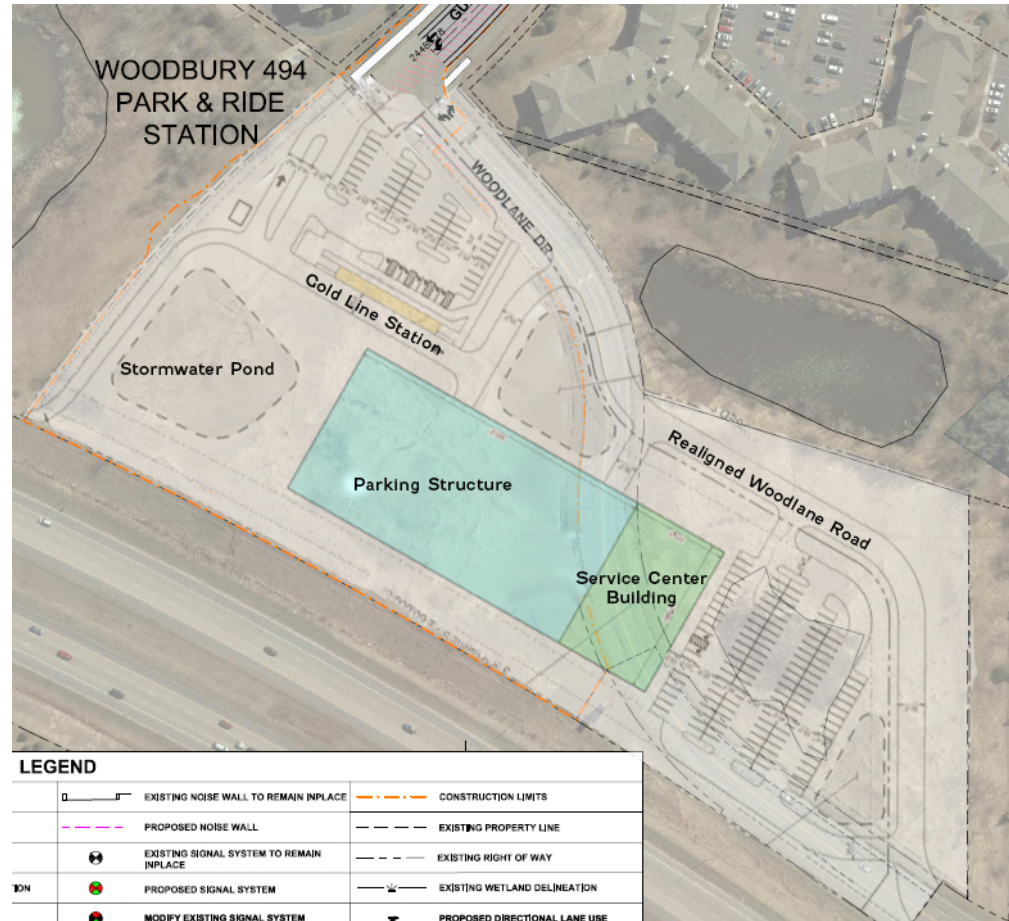 WOODBURY 494
PARK & RIDE
STATION
GU
WOODLANE DR
Gold Line Station
Stormwater Pond
Realigned Woodlane Road
Parking Structure
Service Center
Building
LEGEND
EXISTING NOISE WALL TO REMAIN INPLACE
CONSTRUCTION LIMITS
PROPOSED NOISE WALL
EXISTING PROPERTY LINE
EXISTING SIGNAL SYSTEM TO REMAIN
INPLACE
EXISTING RIGHT OF WAY
ION
PROPOSED SIGNAL SYSTEM
EXISTING WETLAND DELINEATION
MODIFY EXISTING SIGNAL SYSTEM
PROPOSED DIRECTIONAL LANE USE